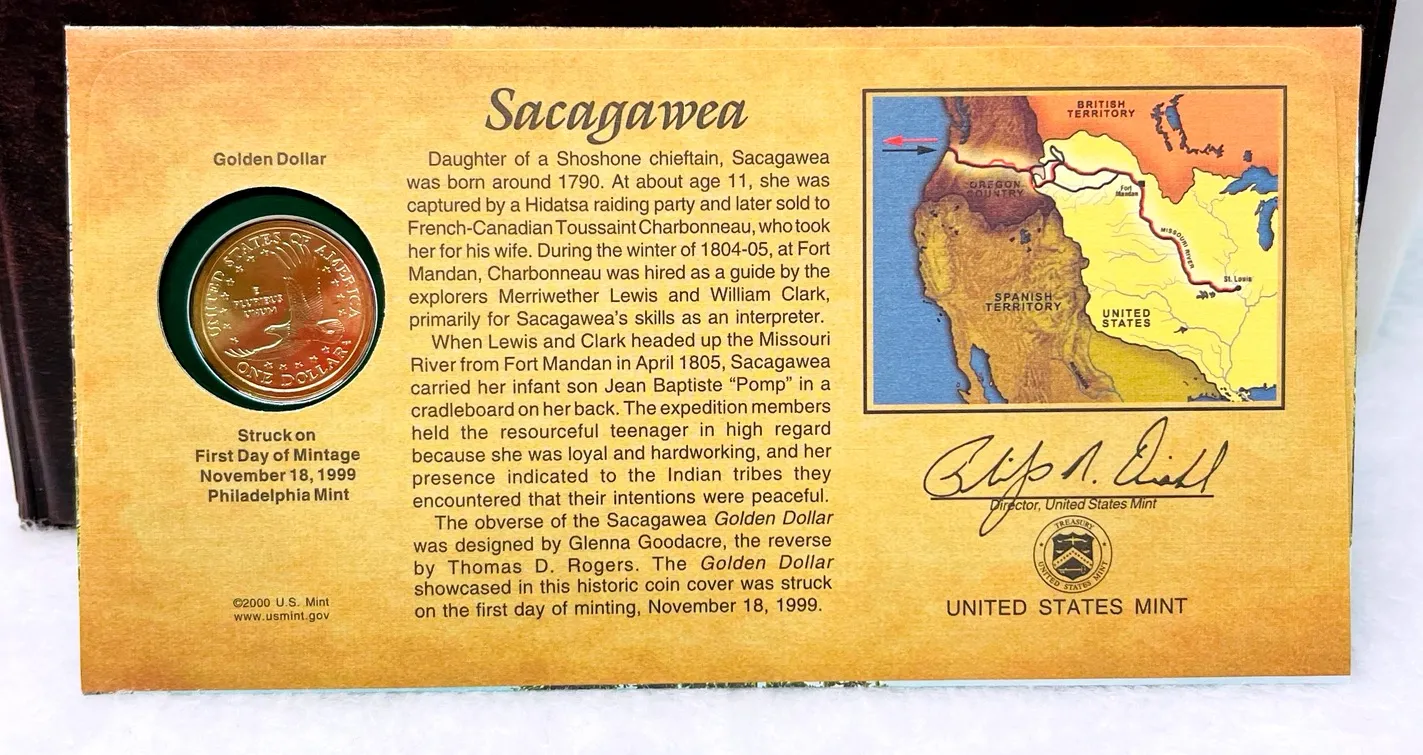 Sacagawea
Golden Dollar
UNITED STATES OF AMERICA
E
PLURIBUS
UNUM
ONE DOLLAR
Struck on
First Day of Mintage
November 18, 1999
Philadelphia Mint
©2000 U.S. Mint
www.usmint.gov
Daughter of a Shoshone chieftain, Sacagawea
was born around 1790. At about age 11, she was
captured by a Hidatsa raiding party and later sold to
French-Canadian Toussaint Charbonneau, who took
her for his wife. During the winter of 1804-05, at Fort
Mandan, Charbonneau was hired as a guide by the
explorers Merriwether Lewis and William Clark,
primarily for Sacagawea's skills as an interpreter.
When Lewis and Clark headed up the Missouri
River from Fort Mandan in April 1805, Sacagawea
carried her infant son Jean Baptiste “Pomp” in a
cradleboard on her back. The expedition members
held the resourceful teenager in high regard
because she was loyal and hardworking, and her
presence indicated to the Indian tribes they
encountered that their intentions were peaceful.
The obverse of the Sacagawea Golden Dollar
was designed by Glenna Goodacre, the reverse
by Thomas D. Rogers. The Golden Dollar
showcased in this historic coin cover was struck
on the first day of minting, November 18, 1999.
BRITISH
TERRITORY
OREGON
COUNTRY
Fort
Mandan
MISSOURI RIVER
St. Louis
SPANISH
TERRITORY
UNITED
STATES
Philip N. Diehl
Director, United States Mint
TREASURY
UNITED STATES MINT
UNITED STATES MINT